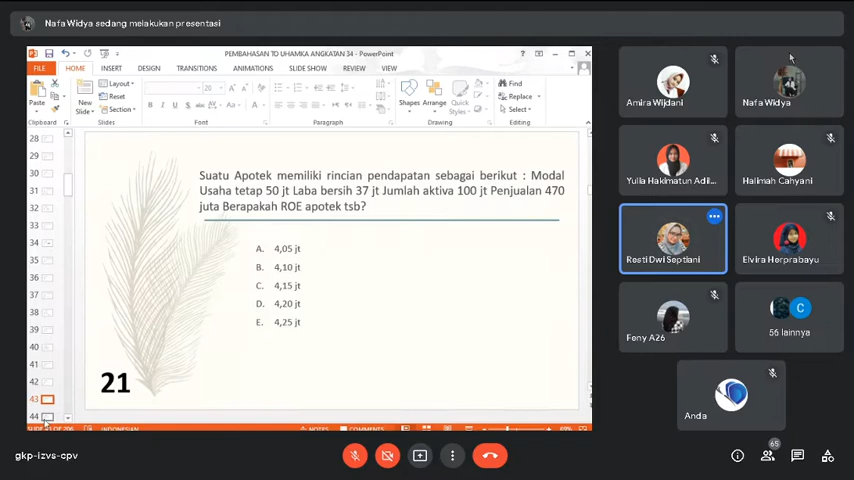 Nafa Widya sedang melakukan presentasi
PEMBAHASAN TO UHAMKA ANGKATAN 34 - PowerPoint
FILE HOME INSERT DESIGN TRANSITIONS ANIMATIONS SLIDE SHOW REVIEW VIEW
Paste
New Slide
Layout
Reset
Section
Shapes
Arrange
Quick Styles
Find
Replace
Select
Clipboard
Slides
Font
Paragraph
Drawing
Editing
28
29
30
31
32
33
34
35
36
37
38
39
40
41
42
43
44
Suatu Apotek memiliki rincian pendapatan sebagai berikut : Modal
Usaha tetap 50 jt Laba bersih 37 jt Jumlah aktiva 100 jt Penjualan 470
juta Berapakah ROE apotek tsb?
A. 4,05 jt
B. 4,10 jt
C. 4,15 jt
D. 4,20 jt
E. 4,25 jt
21
INDONESIAN
NOTES
COMMENTS
69%
Amira Wijdani
Nafa Widya
Yulia Hakimatun Adil...
Halimah Cahyani
Resti Dwi Septiani
Elvira Herprabayu
Feny A26
C
56 lainnya
Anda
gkp-izvs-cpv
65